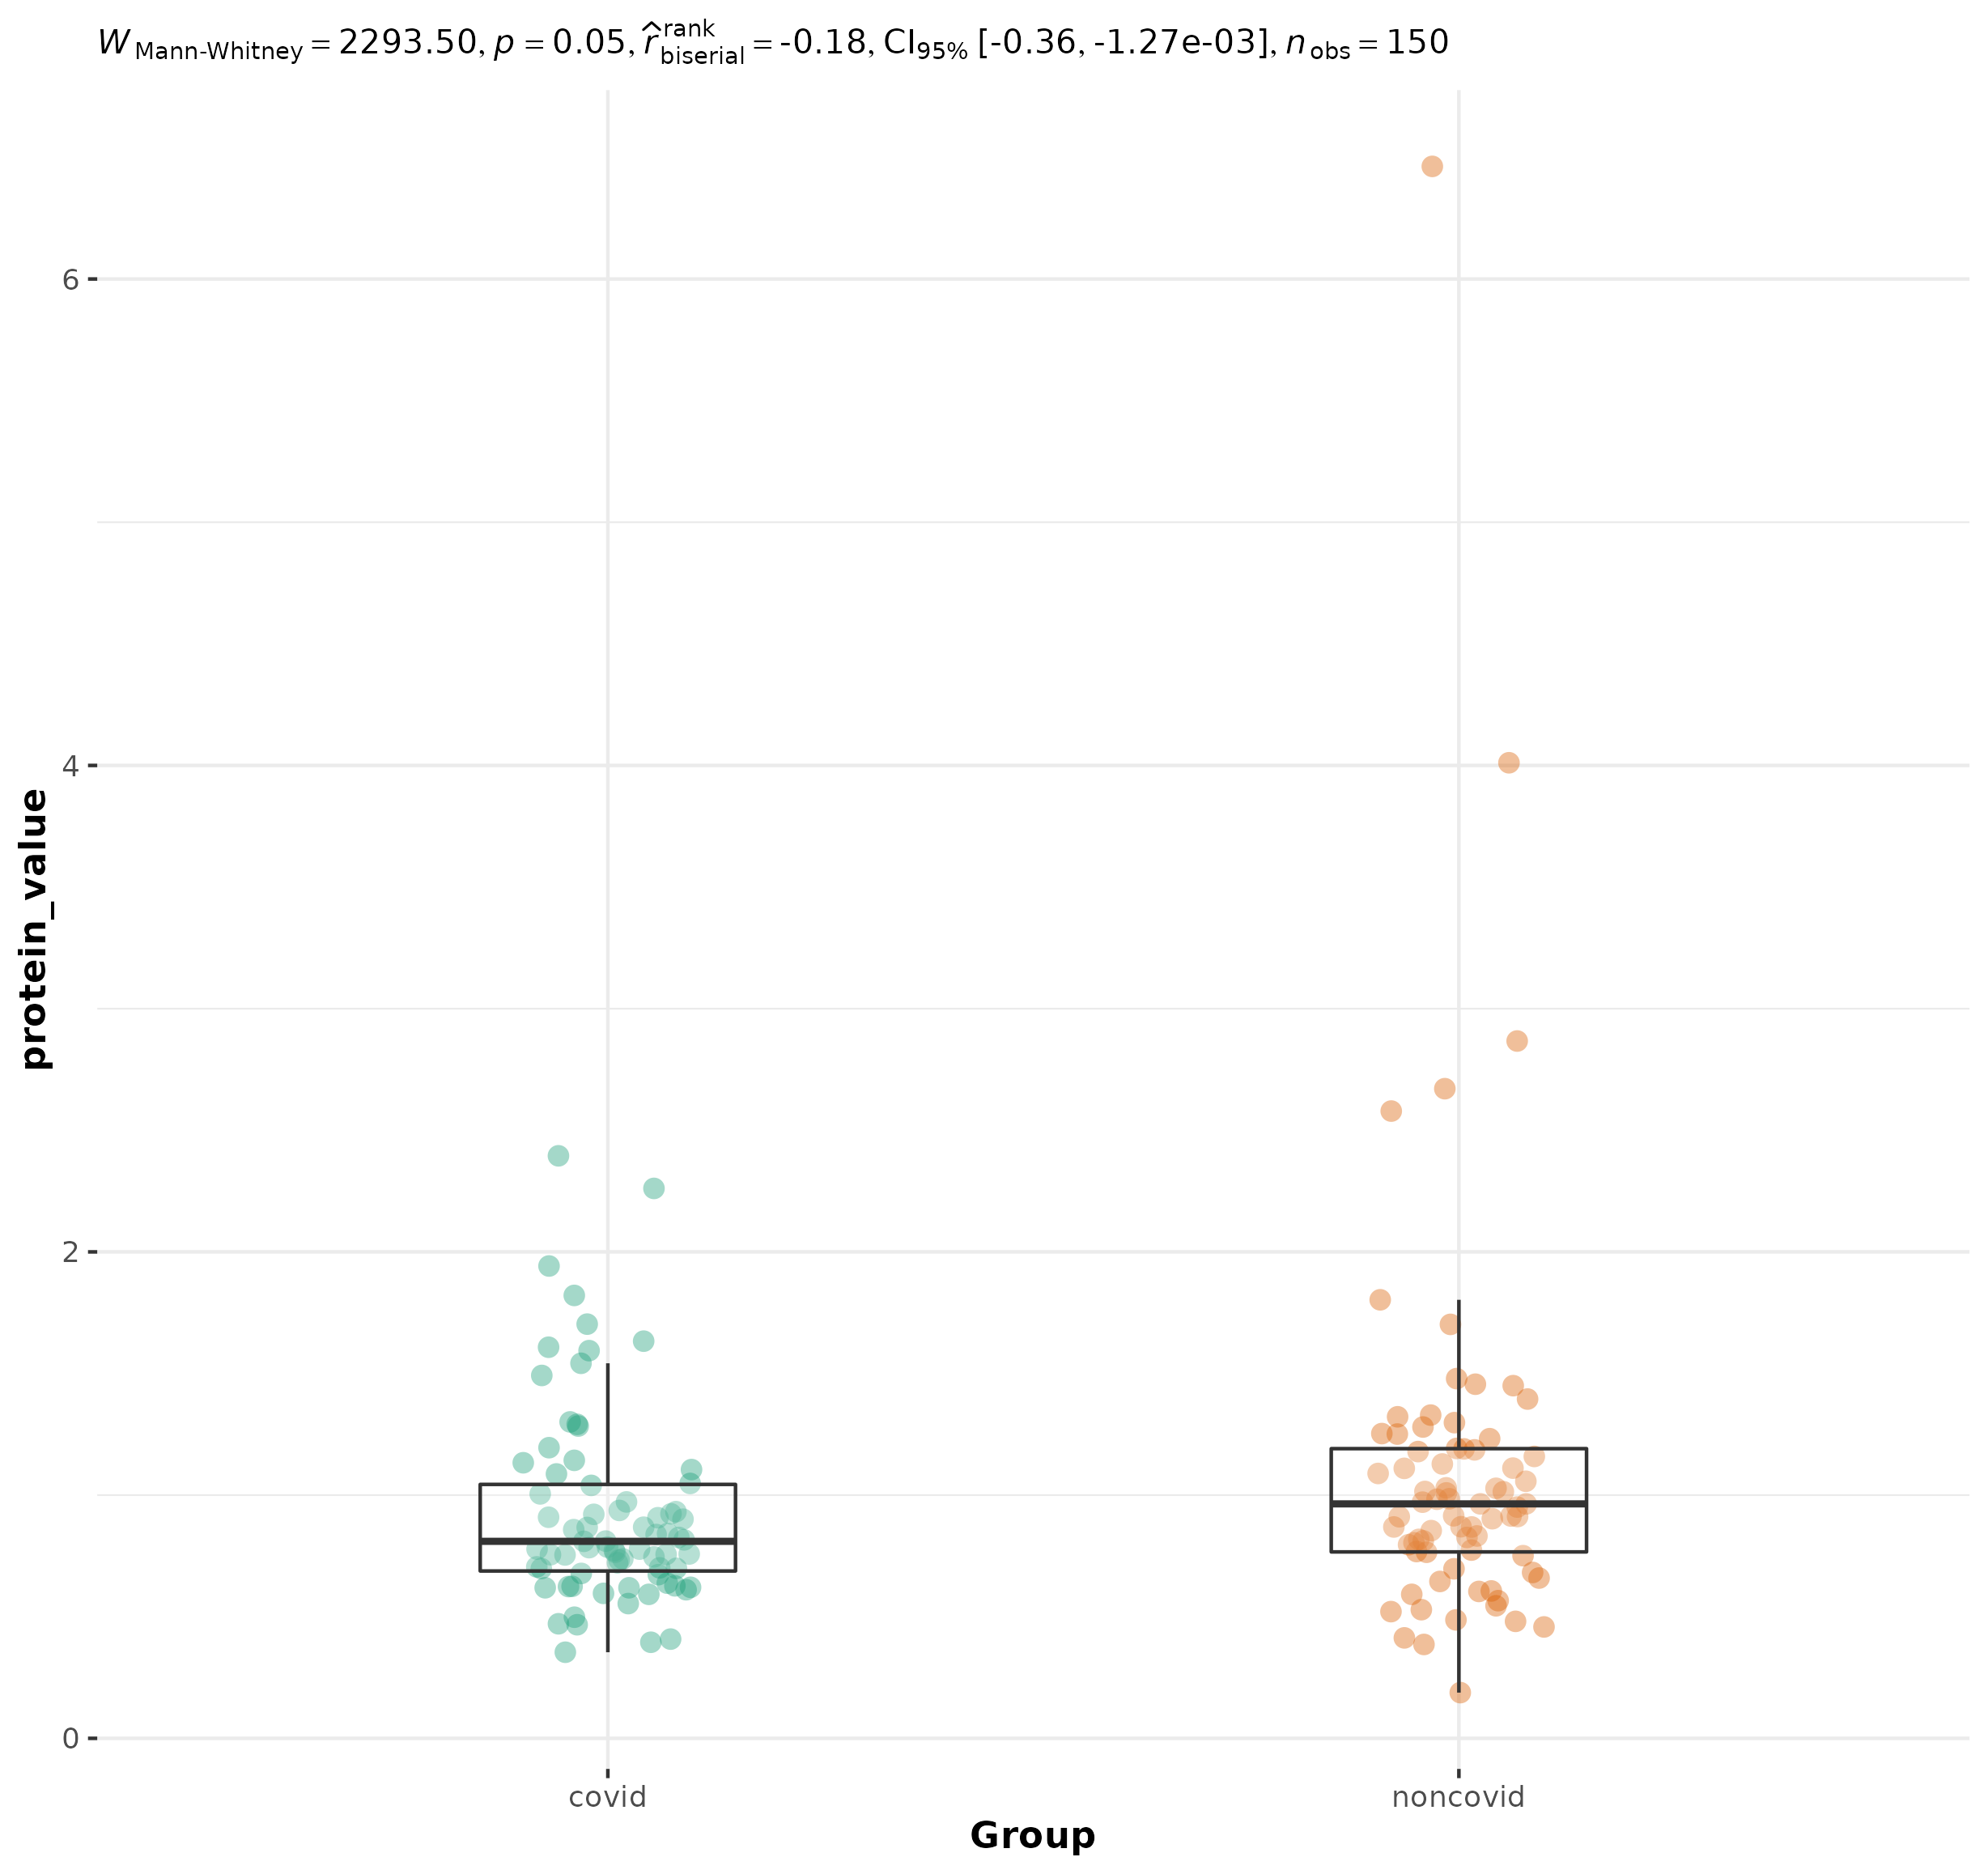 W Mann-Whitney = 2293.50, p = 0.05, r̂ rank biserial = -0.18, CI95% [-0.36, -1.27e-03], n obs = 150
6
4
2
0
protein_value
covid
noncovid
Group